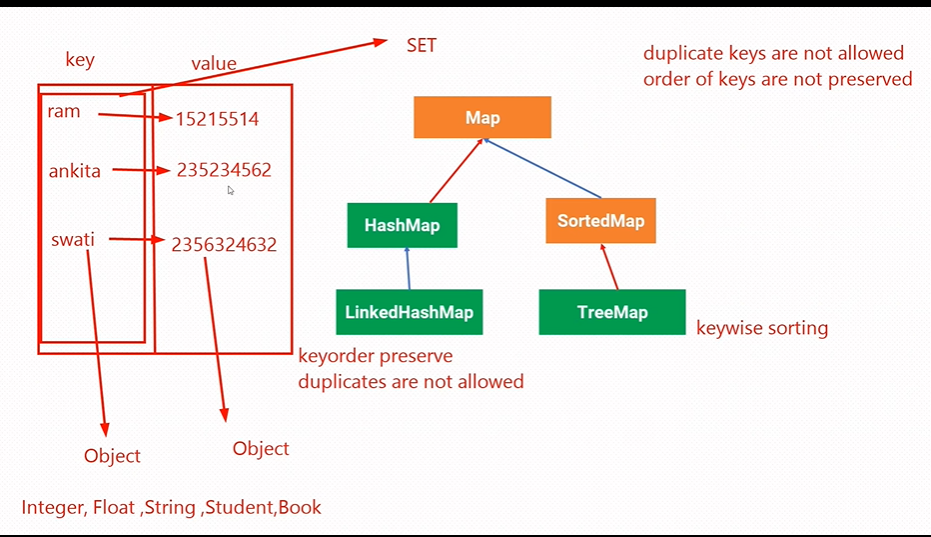 key
value
SET
duplicate keys are not allowed
order of keys are not preserved
ram
15215514
ankita
235234562
swati
2356324632
Map
HashMap
SortedMap
LinkedHashMap
TreeMap
keywise sorting
keyorder preserve
duplicates are not allowed
Object
Object
Integer, Float ,String ,Student,Book